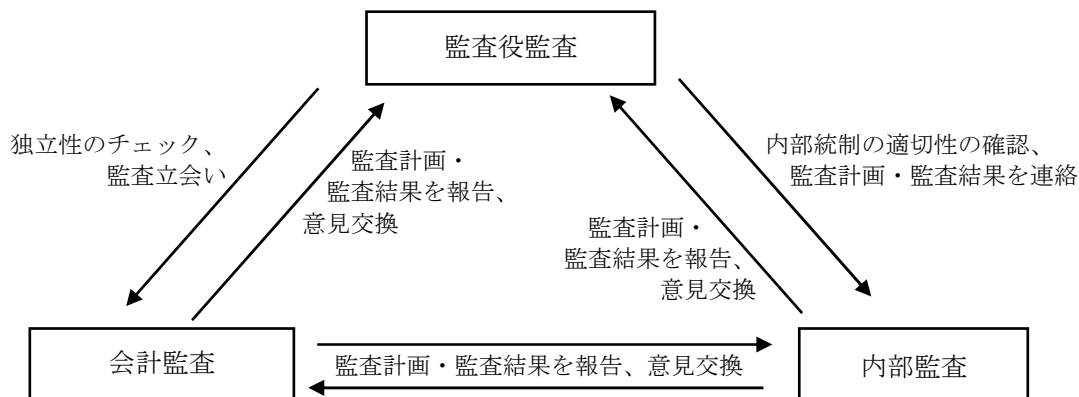 監査役監査
独立性のチェック、
監査立会い
監査計画・
監査結果を報告、
意見交換
内部統制の適切性の確認、
監査計画・監査結果を連絡
監査計画・
監査結果を報告、
意見交換
会計監査
監査計画・監査結果を報告、意見交換
内部監査